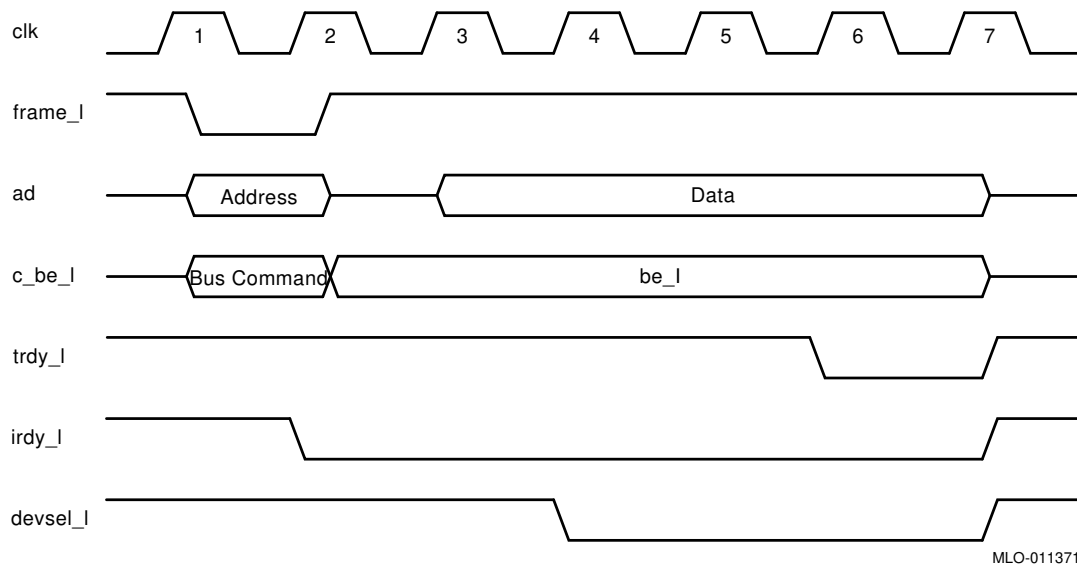 clk 1 2 3 4 5 6 7
frame_l
ad Address Data
c_be_l Bus Command be_l
trdy_l
irdy_l
devsel_l
MLO-011371